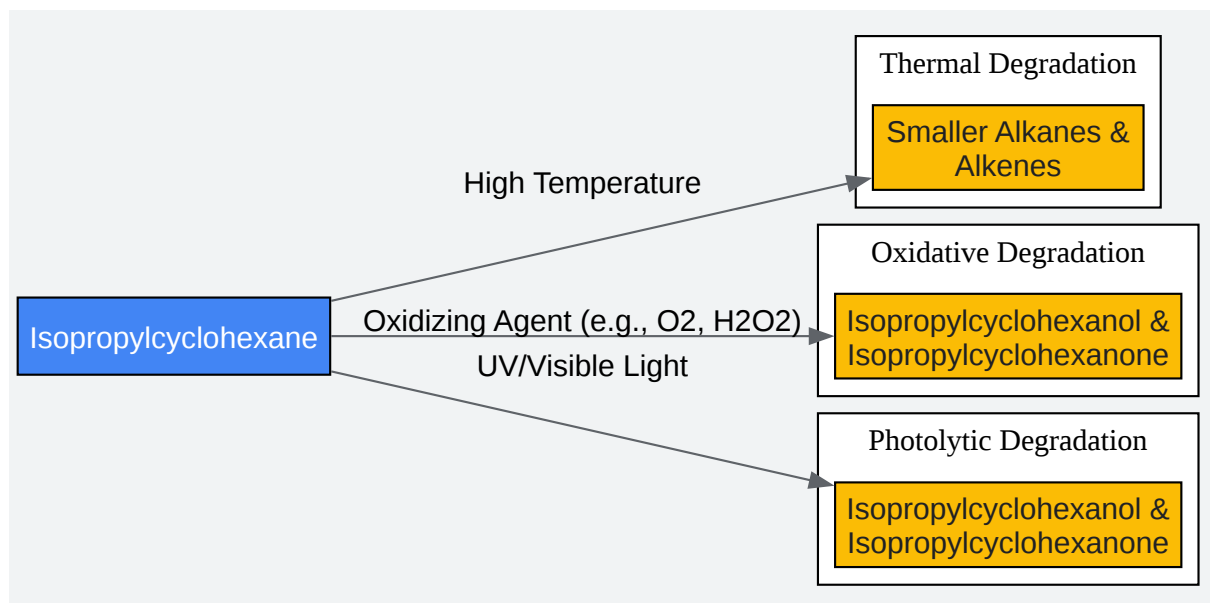 Thermal Degradation
Smaller Alkanes &
Alkenes
High Temperature
Oxidative Degradation
Isopropylcyclohexane
Oxidizing Agent (e.g., O2, H2O2)
Isopropylcyclohexanol &
Isopropylcyclohexanone
UV/Visible Light
Photolytic Degradation
Isopropylcyclohexanol &
Isopropylcyclohexanone